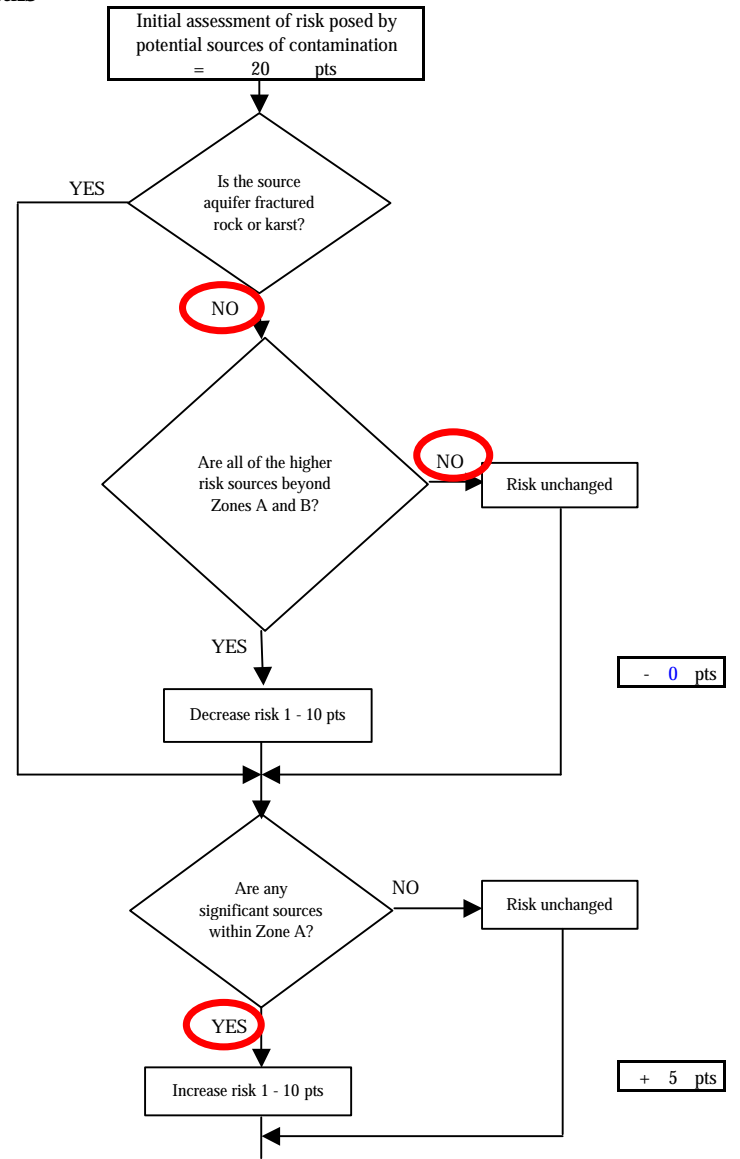 Initial assessment of risk posed by
potential sources of contamination
= 20 pts
YES
Is the source
aquifer fractured
rock or karst?
NO
Are all of the higher
risk sources beyond
Zones A and B?
NO
Risk unchanged
YES
- 0 pts
Decrease risk 1 - 10 pts
Are any
significant sources
within Zone A?
NO
Risk unchanged
YES
+ 5 pts
Increase risk 1 - 10 pts